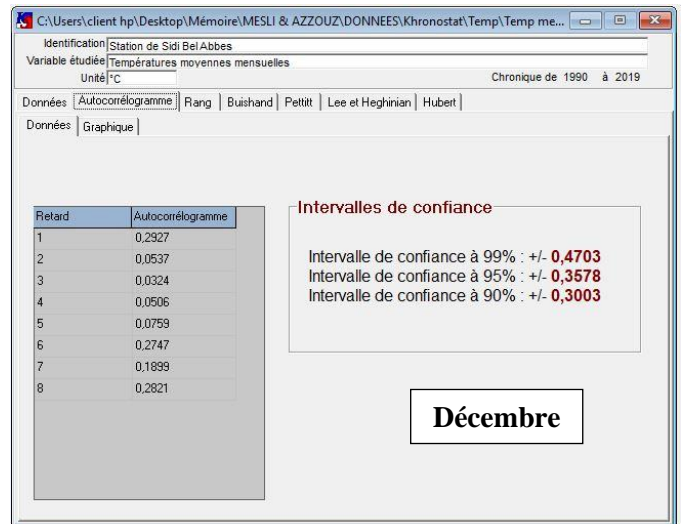 C:\Users\client hp\Desktop\Mémoire\MESLI & AZZOUZ\DONNEES\Khronostat\Temp\Temp me...
Identification Station de Sidi Bel Abbes
Variable étudiée Températures moyennes mensuelles
Unité °C Chronique de 1990 à 2019
Données Autocorrélogramme Rang Buishand Pettitt Lee et Heghinian Hubert
Données Graphique
Retard Autocorrélogramme
1 0,2927
2 0,0537
3 0,0324
4 0,0506
5 0,0759
6 0,2747
7 0,1899
8 0,2821
Intervalles de confiance
Intervalle de confiance à 99% : +/- 0,4703
Intervalle de confiance à 95% : +/- 0,3578
Intervalle de confiance à 90% : +/- 0,3003
Décembre